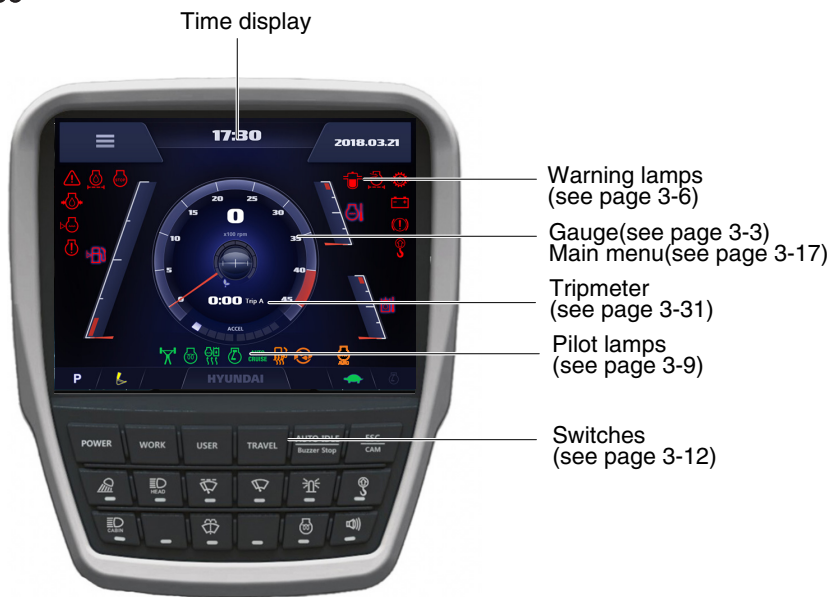 Time display
17:30
2018.03.21
Warning lamps
(see page 3-6)
Gauge(see page 3-3)
Main menu(see page 3-17)
Tripmeter
(see page 3-31)
Pilot lamps
(see page 3-9)
Switches
(see page 3-12)
0
x100 rpm
0
5
10
15
20
25
30
35
40
45
0:00 Trip A
ACCEL
CRUISE
P
HYUNDAI
POWER
WORK
USER
TRAVEL
AUTO IDLE
Buzzer Stop
ESC
CAM
HEAD
CABIN